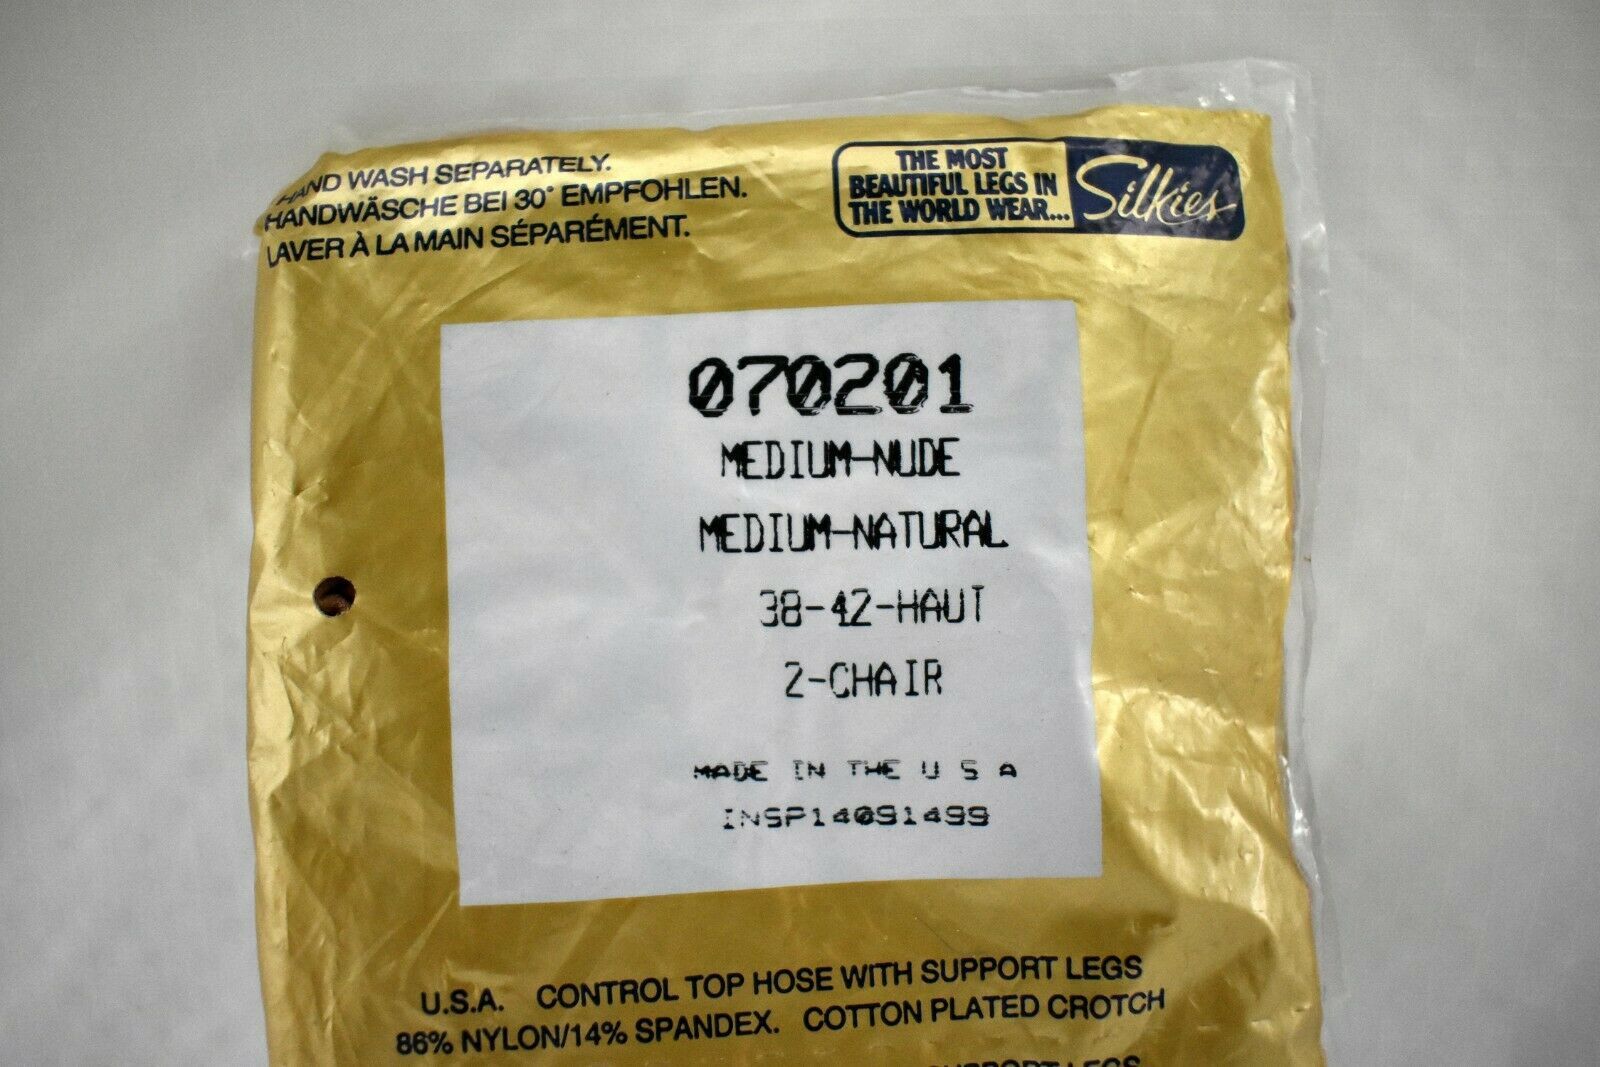 HAND WASH SEPARATELY.
HANDWÄSCHE BEI 30° EMPFOHLEN.
LAVER À LA MAIN SÉPARÉMENT.
THE MOST
BEAUTIFUL LEGS IN
THE WORLD WEAR...
Silkies
070201
MEDIUM-NUDE
MEDIUM-NATURAL
38-42-HAUT
2-CHAIR
MADE IN THE U S A
INSP14091499
U.S.A. CONTROL TOP HOSE WITH SUPPORT LEGS
86% NYLON/14% SPANDEX. COTTON PLATED CROTCH
SUPPORT LEGS